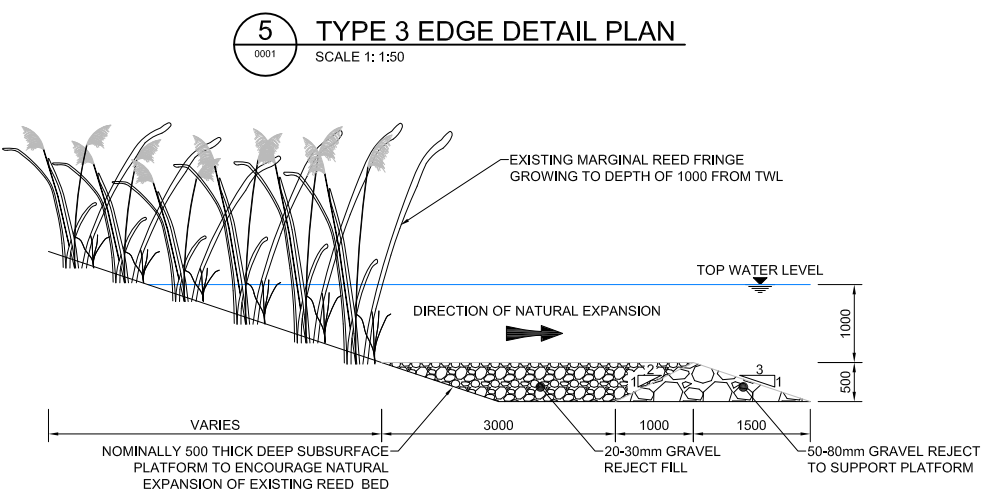 5
0001
TYPE 3 EDGE DETAIL PLAN
SCALE 1: 1:50
EXISTING MARGINAL REED FRINGE
GROWING TO DEPTH OF 1000 FROM TWL
TOP WATER LEVEL
DIRECTION OF NATURAL EXPANSION
1000
500
2
1
3
1
VARIES
3000
1000
1500
NOMINALLY 500 THICK DEEP SUBSURFACE
PLATFORM TO ENCOURAGE NATURAL
EXPANSION OF EXISTING REED BED
20-30mm GRAVEL
REJECT FILL
50-80mm GRAVEL REJECT
TO SUPPORT PLATFORM